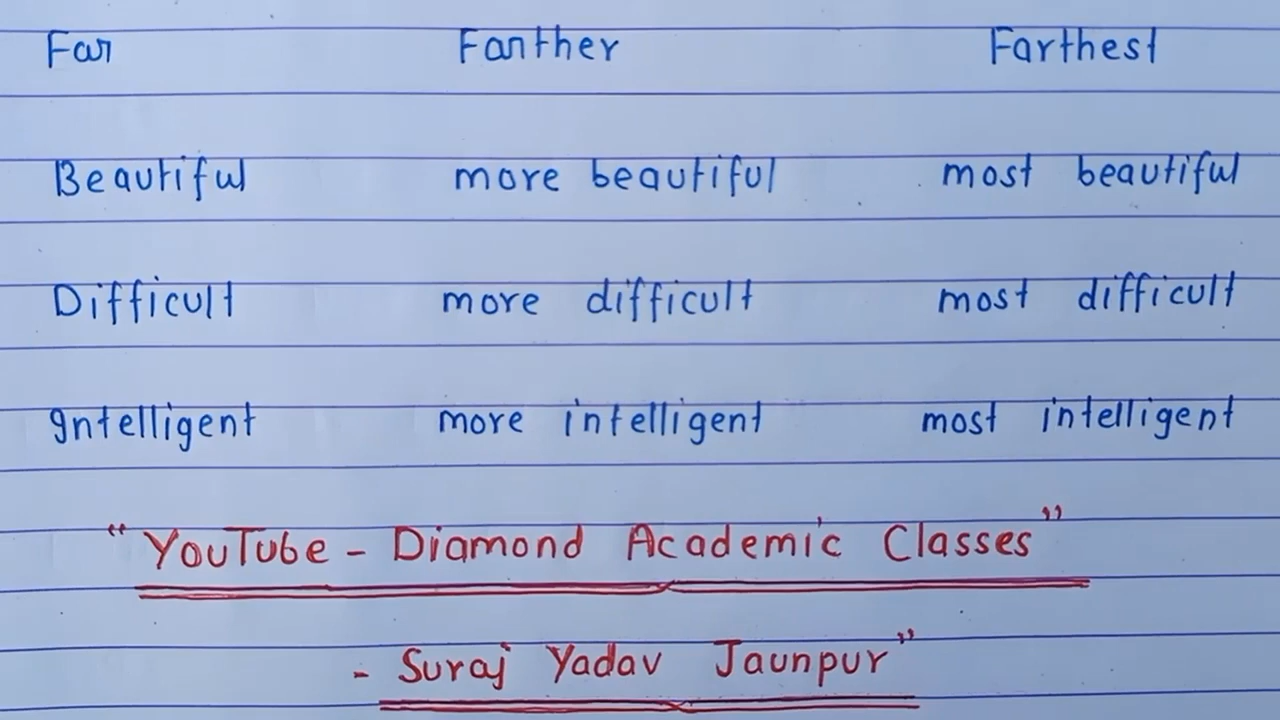 Far Farther Farthest
Beautiful more beautiful most beautiful
Difficult more difficult most difficult
Intelligent more intelligent most intelligent
“YouTube - Diamond Academic Classes”
- Suraj Yadav Jaunpur”